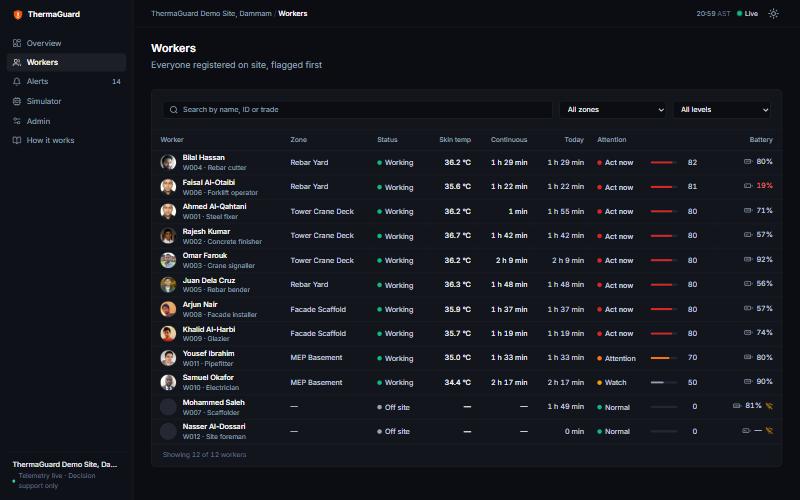 ThermaGuard
Overview
Workers
Alerts 14
Simulator
Admin
How it works
ThermaGuard Demo Site, Da...
Telemetry live · Decision
support only
ThermaGuard Demo Site, Dammam / Workers
20:59 AST Live
Workers
Everyone registered on site, flagged first
Search by name, ID or trade All zones All levels
Worker Zone Status Skin temp Continuous Today Attention Battery
Bilal Hassan
W004 · Rebar cutter
Rebar Yard Working 36.2 °C 1 h 29 min 1 h 29 min Act now 82 80%
Faisal Al-Otaibi
W006 · Forklift operator
Rebar Yard Working 35.6 °C 1 h 22 min 1 h 22 min Act now 81 19%
Ahmed Al-Qahtani
W001 · Steel fixer
Tower Crane Deck Working 36.2 °C 1 min 1 h 55 min Act now 80 71%
Rajesh Kumar
W002 · Concrete finisher
Tower Crane Deck Working 36.7 °C 1 h 42 min 1 h 42 min Act now 80 57%
Omar Farouk
W003 · Crane signaller
Tower Crane Deck Working 36.2 °C 2 h 9 min 2 h 9 min Act now 80 92%
Juan Dela Cruz
W005 · Rebar bender
Rebar Yard Working 36.3 °C 1 h 48 min 1 h 48 min Act now 80 56%
Arjun Nair
W008 · Facade installer
Facade Scaffold Working 35.9 °C 1 h 37 min 1 h 37 min Act now 80 57%
Khalid Al-Harbi
W009 · Glazier
Facade Scaffold Working 35.7 °C 1 h 19 min 1 h 19 min Act now 80 74%
Yousef Ibrahim
W011 · Pipefitter
MEP Basement Working 35.0 °C 1 h 33 min 1 h 33 min Attention 70 80%
Samuel Okafor
W010 · Electrician
MEP Basement Working 34.4 °C 2 h 17 min 2 h 17 min Watch 50 90%
Mohammed Saleh
W007 · Scaffolder
— Off site — — 1 h 49 min Normal 0 81%
Nasser Al-Dossari
W012 · Site foreman
— Off site — — 0 min Normal 0 —
Showing 12 of 12 workers